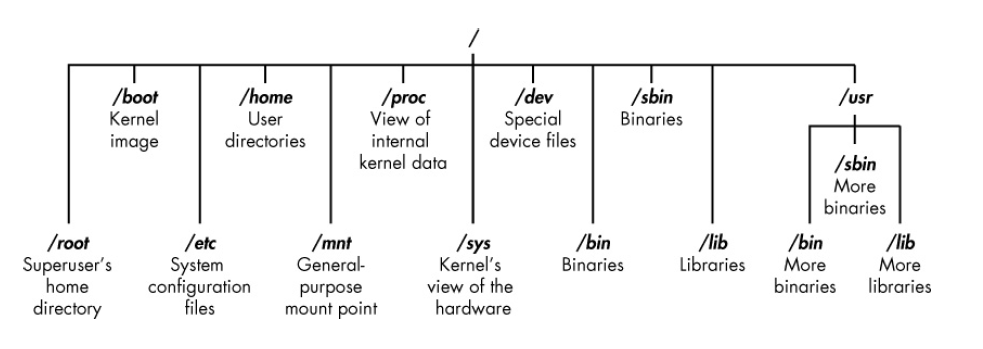 /
/boot
Kernel
image
/home
User
directories
/proc
View of
internal
kernel data
/dev
Special
device files
/sbin
Binaries
/usr
/sbin
More
binaries
/root
Superuser's
home
directory
/etc
System
configuration
files
/mnt
General-
purpose
mount point
/sys
Kernel's
view of the
hardware
/bin
Binaries
/lib
Libraries
/bin
More
binaries
/lib
More
libraries